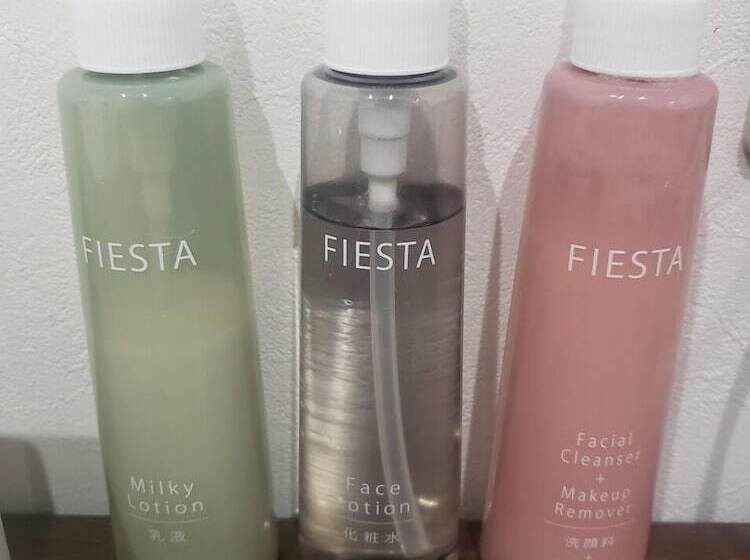 FIESTA
Milky
Lotion
乳液
FIESTA
Face
Lotion
化粧水
FIESTA
Facial
Cleanser
+
Makeup
Remover
洗顔料
+